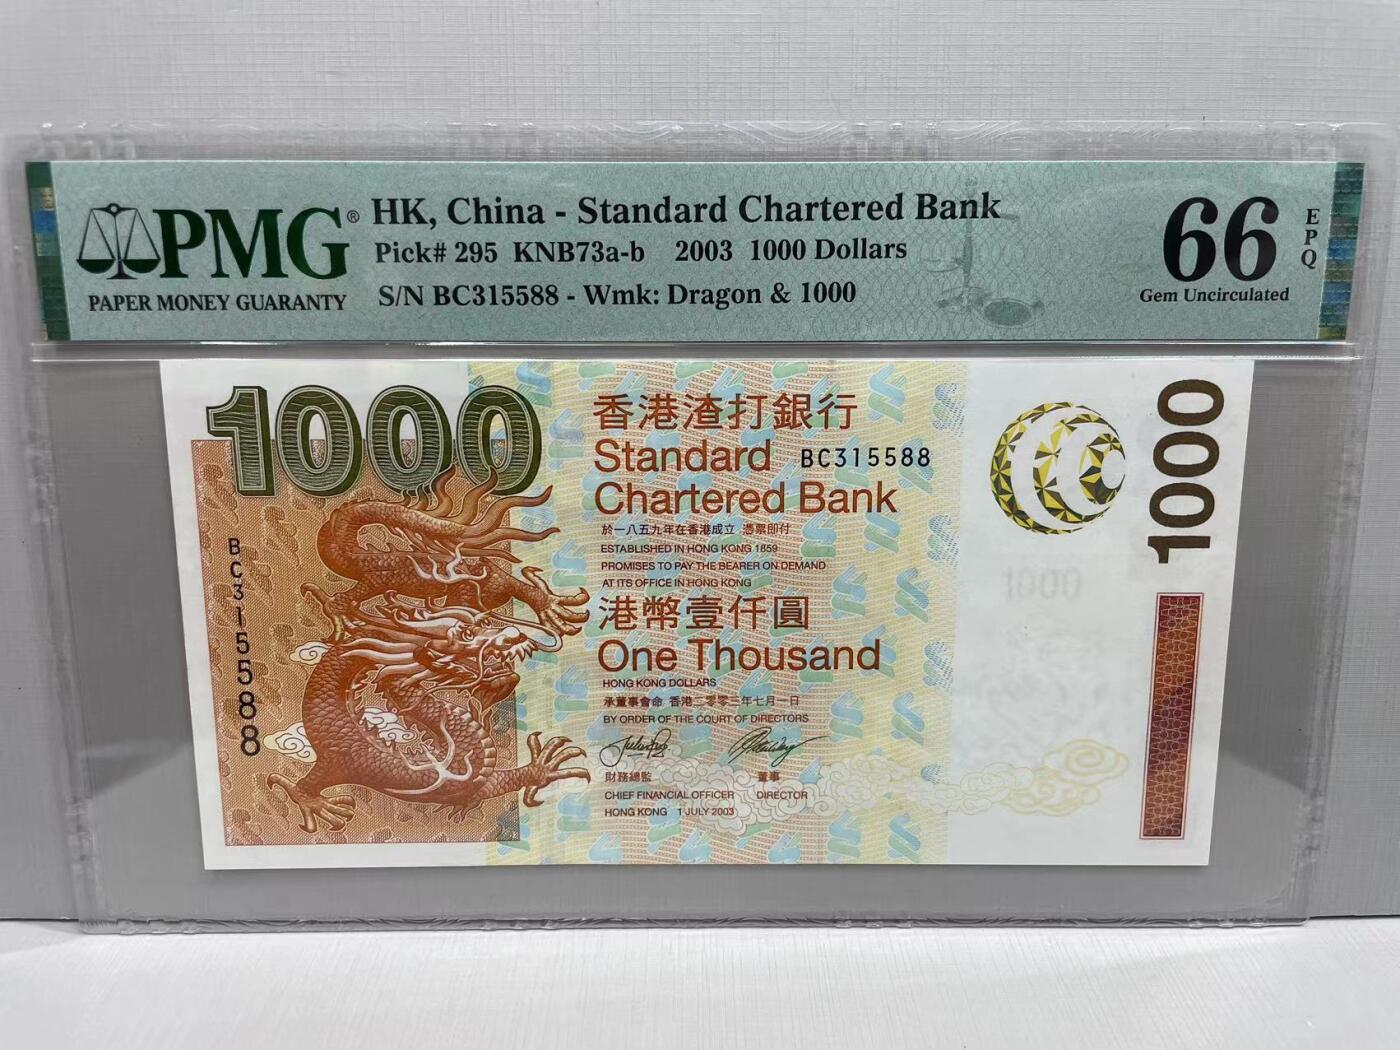 PMG®
PAPER MONEY GUARANTY
HK, China - Standard Chartered Bank
Pick# 295 KNB73a-b 2003 1000 Dollars
S/N BC315588 - Wmk: Dragon & 1000
66
EPQ
Gem Uncirculated
1000
香港渣打銀行
Standard
BC315588
Chartered Bank
於一八五九年在香港成立 憑票即付
ESTABLISHED IN HONG KONG 1859
PROMISES TO PAY THE BEARER ON DEMAND
AT ITS OFFICE IN HONG KONG
港幣壹仟圓
One Thousand
HONG KONG DOLLARS
承董事會命 香港二零零三年七月一日
BY ORDER OF THE COURT OF DIRECTORS
財務總監 董事
CHIEF FINANCIAL OFFICER DIRECTOR
HONG KONG 1 JULY 2003
BC315588
1000
1000